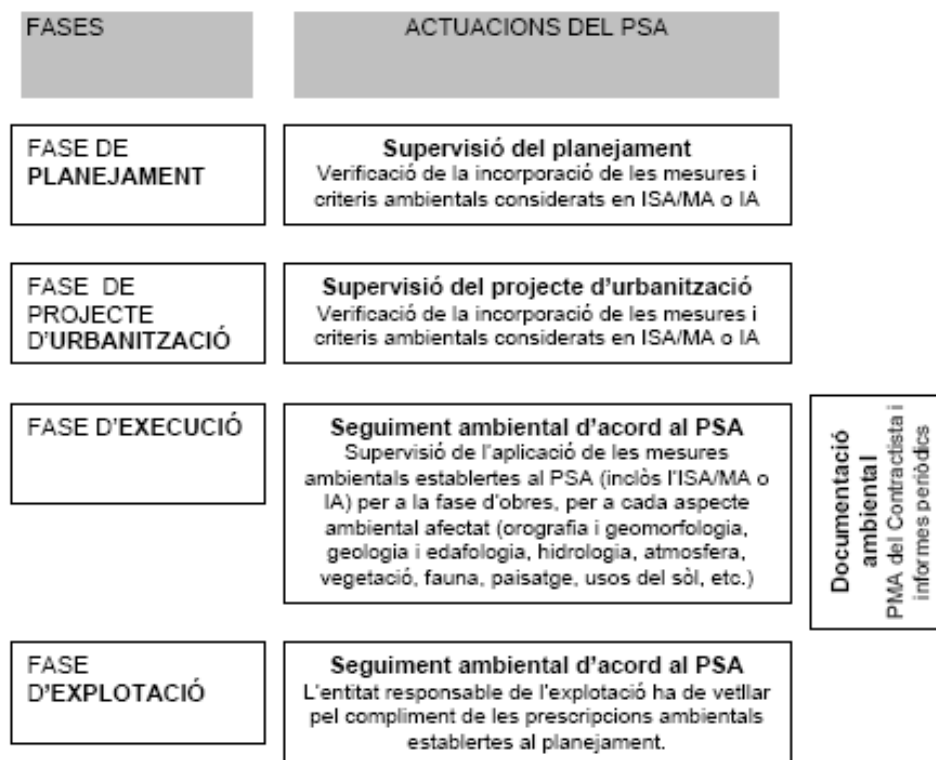 FASES
ACTUACIONS DEL PSA
FASE DE
PLANEJAMENT
Supervisió del planejament
Verificació de la incorporació de les mesures i
criteris ambientals considerats en ISA/MA o IA
FASE DE
PROJECTE
D'URBANITZACIÓ
Supervisió del projecte d'urbanització
Verificació de la incorporació de les mesures i
criteris ambientals considerats en ISA/MA o IA
FASE D'EXECUCIÓ
Seguiment ambiental d'acord al PSA
Supervisió de l'aplicació de les mesures
ambientals establertes al PSA (inclòs l'ISA/MA o
IA) per a la fase d'obres, per a cada aspecte
ambiental afectat (orografia i geomorfologia,
geologia i edafologia, hidrologia, atmosfera,
vegetació, fauna, paisatge, usos del sòl, etc.)
Documentació
ambiental
PMA del Contractista i
informes periòdics
FASE
D'EXPLOTACIÓ
Seguiment ambiental d'acord al PSA
L'entitat responsable de l'explotació ha de vetllar
pel compliment de les prescripcions ambientals
establertes al planejament.